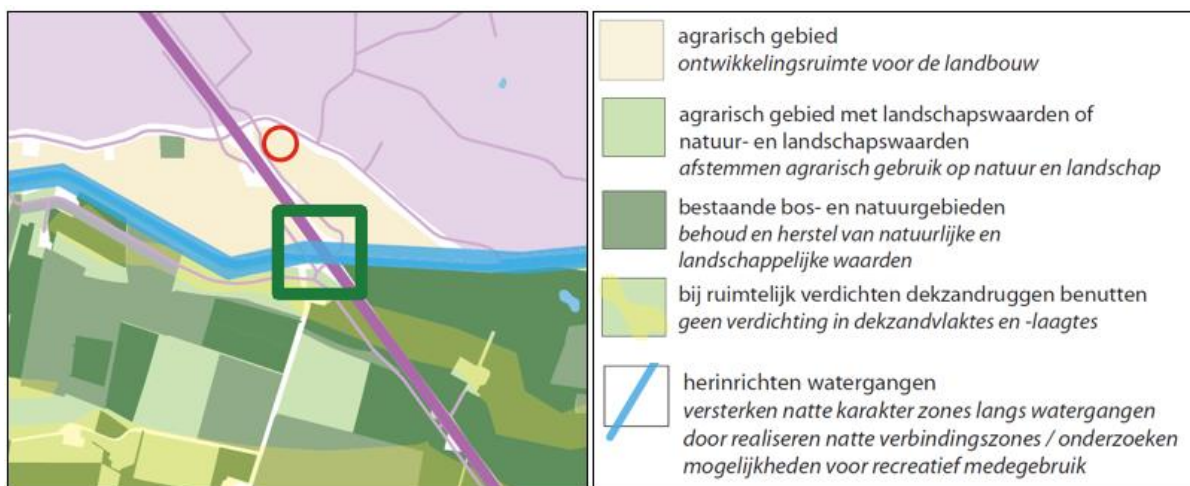 agrarisch gebied
ontwikkelingsruimte voor de landbouw
agrarisch gebied met landschapswaarden of
natuur- en landschapswaarden
afstemmen agrarisch gebruik op natuur en landschap
bestaande bos- en natuurgebieden
behoud en herstel van natuurlijke en
landschappelijke waarden
bij ruimtelijk verdichten dekzandruggen benutten
geen verdichting in dekzandvlaktes en -laagtes
herinrichten watergangen
versterken natte karakter zones langs watergangen
door realiseren natte verbindingszones / onderzoeken
mogelijkheden voor recreatief medegebruik